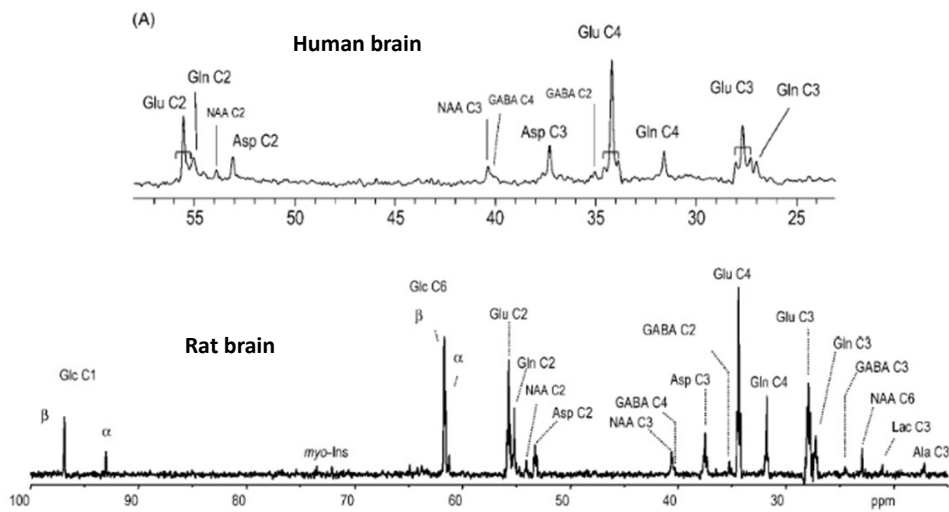 (A)
Human brain
Glu C4
Gln C2
Glu C2
NAA C2
Asp C2
NAA C3
GABA C4
GABA C2
Asp C3
Gln C4
Glu C3
Gln C3
55 50 45 40 35 30 25
Rat brain
Glc C1
β
α
myo-Ins
Glc C6
β
α
Glu C2
Gln C2
NAA C2
Asp C2
GABA C4
NAA C3
Asp C3
GABA C2
Glu C4
Gln C4
Glu C3
Gln C3
GABA C3
NAA C6
Lac C3
Ala C3
100 90 80 70 60 50 40 30 ppm